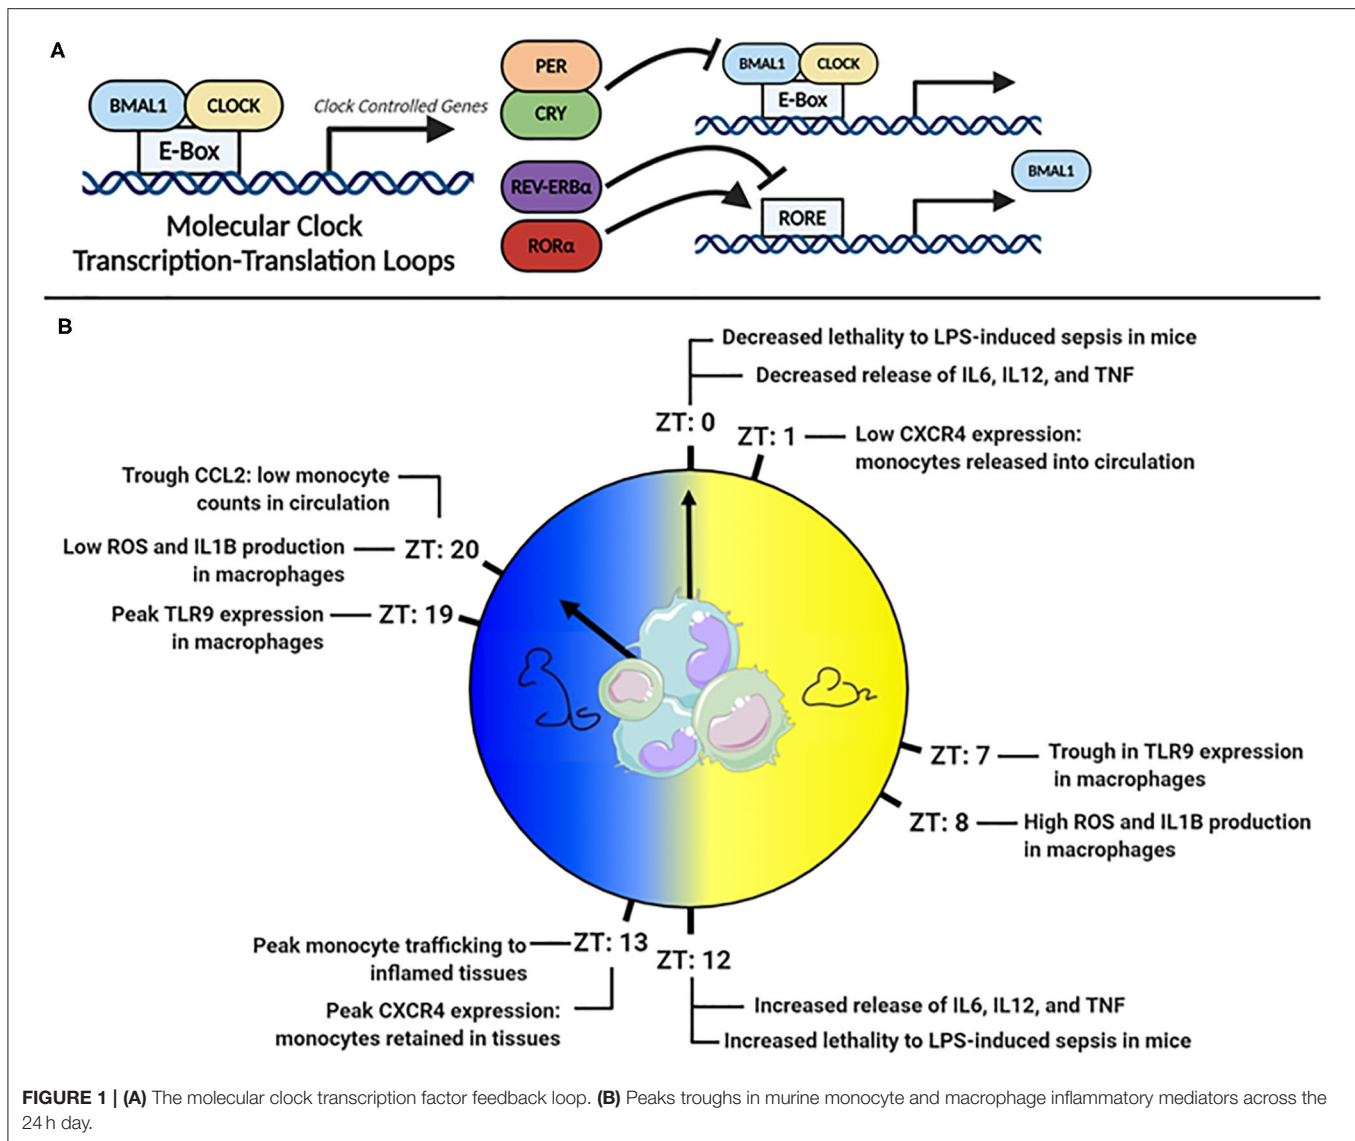 A
BMAL1
CLOCK
E-Box
Clock Controlled Genes
Molecular Clock
Transcription-Translation Loops
PER
CRY
REV-ERBα
RORα
BMAL1
CLOCK
E-Box
RORE
BMAL1
B
Decreased lethality to LPS-induced sepsis in mice
Decreased release of IL6, IL12, and TNF
ZT: 0
ZT: 1
Low CXCR4 expression:
monocytes released into circulation
Trough CCL2: low monocyte
counts in circulation
Low ROS and IL1B production
in macrophages
ZT: 20
Peak TLR9 expression
in macrophages
ZT: 19
ZT: 7
Trough in TLR9 expression
in macrophages
ZT: 8
High ROS and IL1B production
in macrophages
Peak monocyte trafficking to
inflamed tissues
ZT: 13
Peak CXCR4 expression:
monocytes retained in tissues
ZT: 12
Increased release of IL6, IL12, and TNF
Increased lethality to LPS-induced sepsis in mice
FIGURE 1 | (A) The molecular clock transcription factor feedback loop. (B) Peaks troughs in murine monocyte and macrophage inflammatory mediators across the
24 h day.